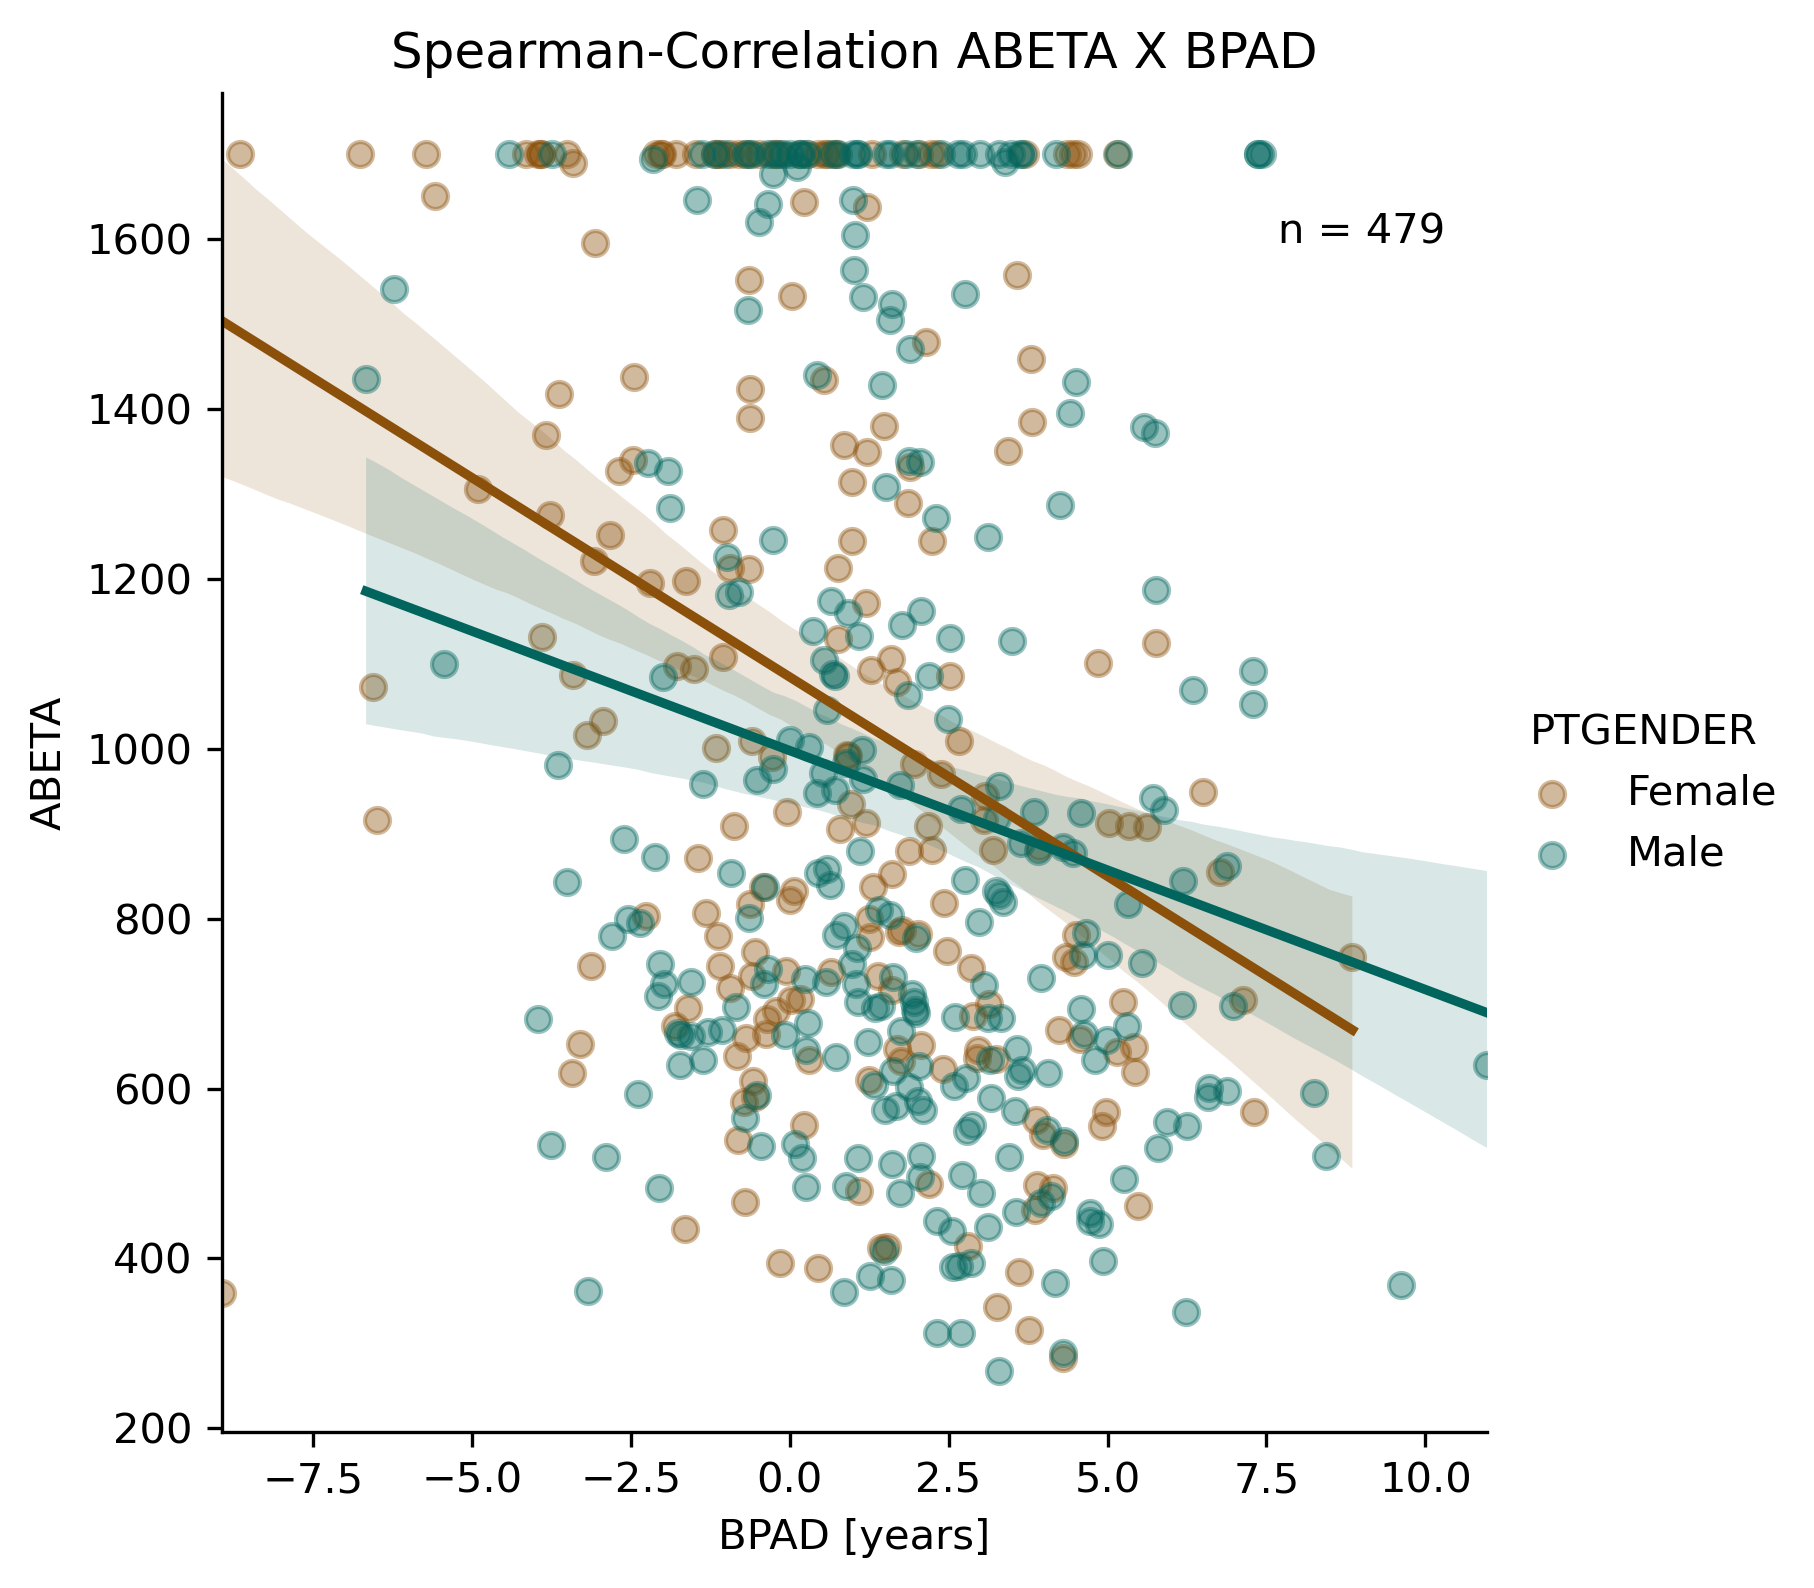 Spearman-Correlation ABETA X BPAD
n = 479
1600
1400
1200
1000
800
600
400
200
ABETA
−7.5 −5.0 −2.5 0.0 2.5 5.0 7.5 10.0
BPAD [years]
PTGENDER
Female
Male